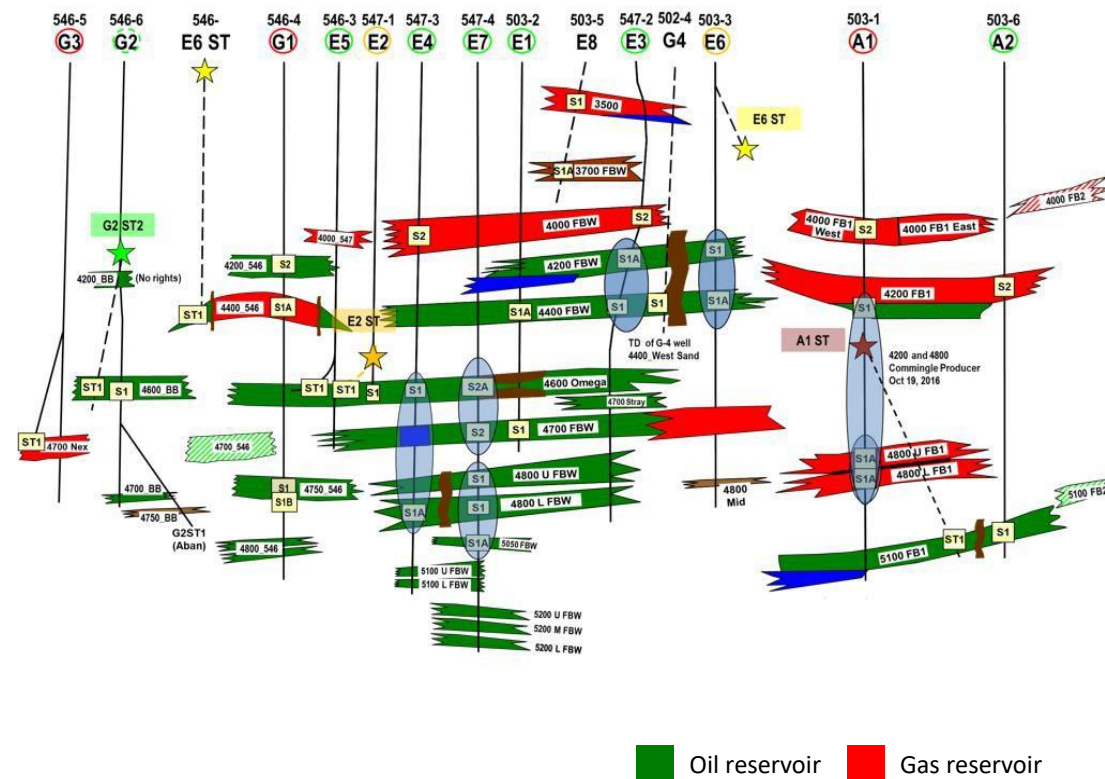 546-5 546-6 546- 546-4 546-3 547-1 547-3 547-4 503-2 503-5 547-2 502-4 503-3 503-1 503-6
G3 G2 E6 ST G1 E5 E2 E4 E7 E1 E8 E3 G4 E6 A1 A2
S1 3500
E6 ST
S1A 3700 FBW
4000 FB2
G2 ST2
S2 4000 FBW S2
4000_547
4000 FB1 West S2 4000 FB1 East
4200_BB (No rights)
4200_546 S2
4200 FBW S1A S1
4200 FB1 S2
ST1 4400_546 S1A
S1A 4400 FBW S1 S1 S1A
S1
E2 ST
TD of G-4 well
4400_West Sand
A1 ST
4200 and 4800
Commingle Producer
Oct 19, 2016
ST1 S1 4600_BB
ST1 ST1 S1 S1 S2A 4600 Omega
4700 Stray
ST1 4700 Nex
4700_546
S2 S1 4700 FBW
S1A 4800 U FB1
S1A 4800 L FB1
S1 4800 U FBW
4700_BB
4750_BB
S1 4750_546
S1B
S1A S1 4800 L FBW
4800
Mid
5100 FB2
G2ST1
(Aban)
4800_546
S1A 5050 FBW
5100 FB1 ST1 S1
5100 U FBW
5100 L FBW
5200 U FBW
5200 M FBW
5200 L FBW
Oil reservoir Gas reservoir